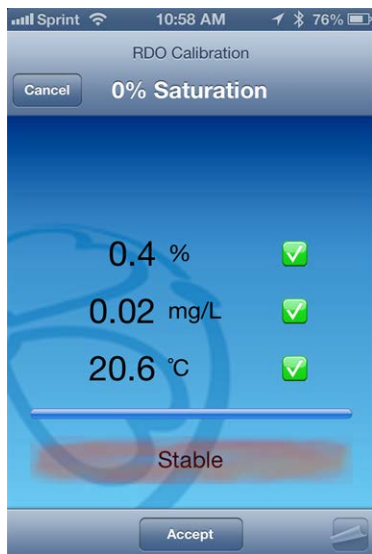 Sprint 10:58 AM 76%
RDO Calibration
Cancel 0% Saturation
0.4 %
0.02 mg/L
20.6 °C
Stable
Accept